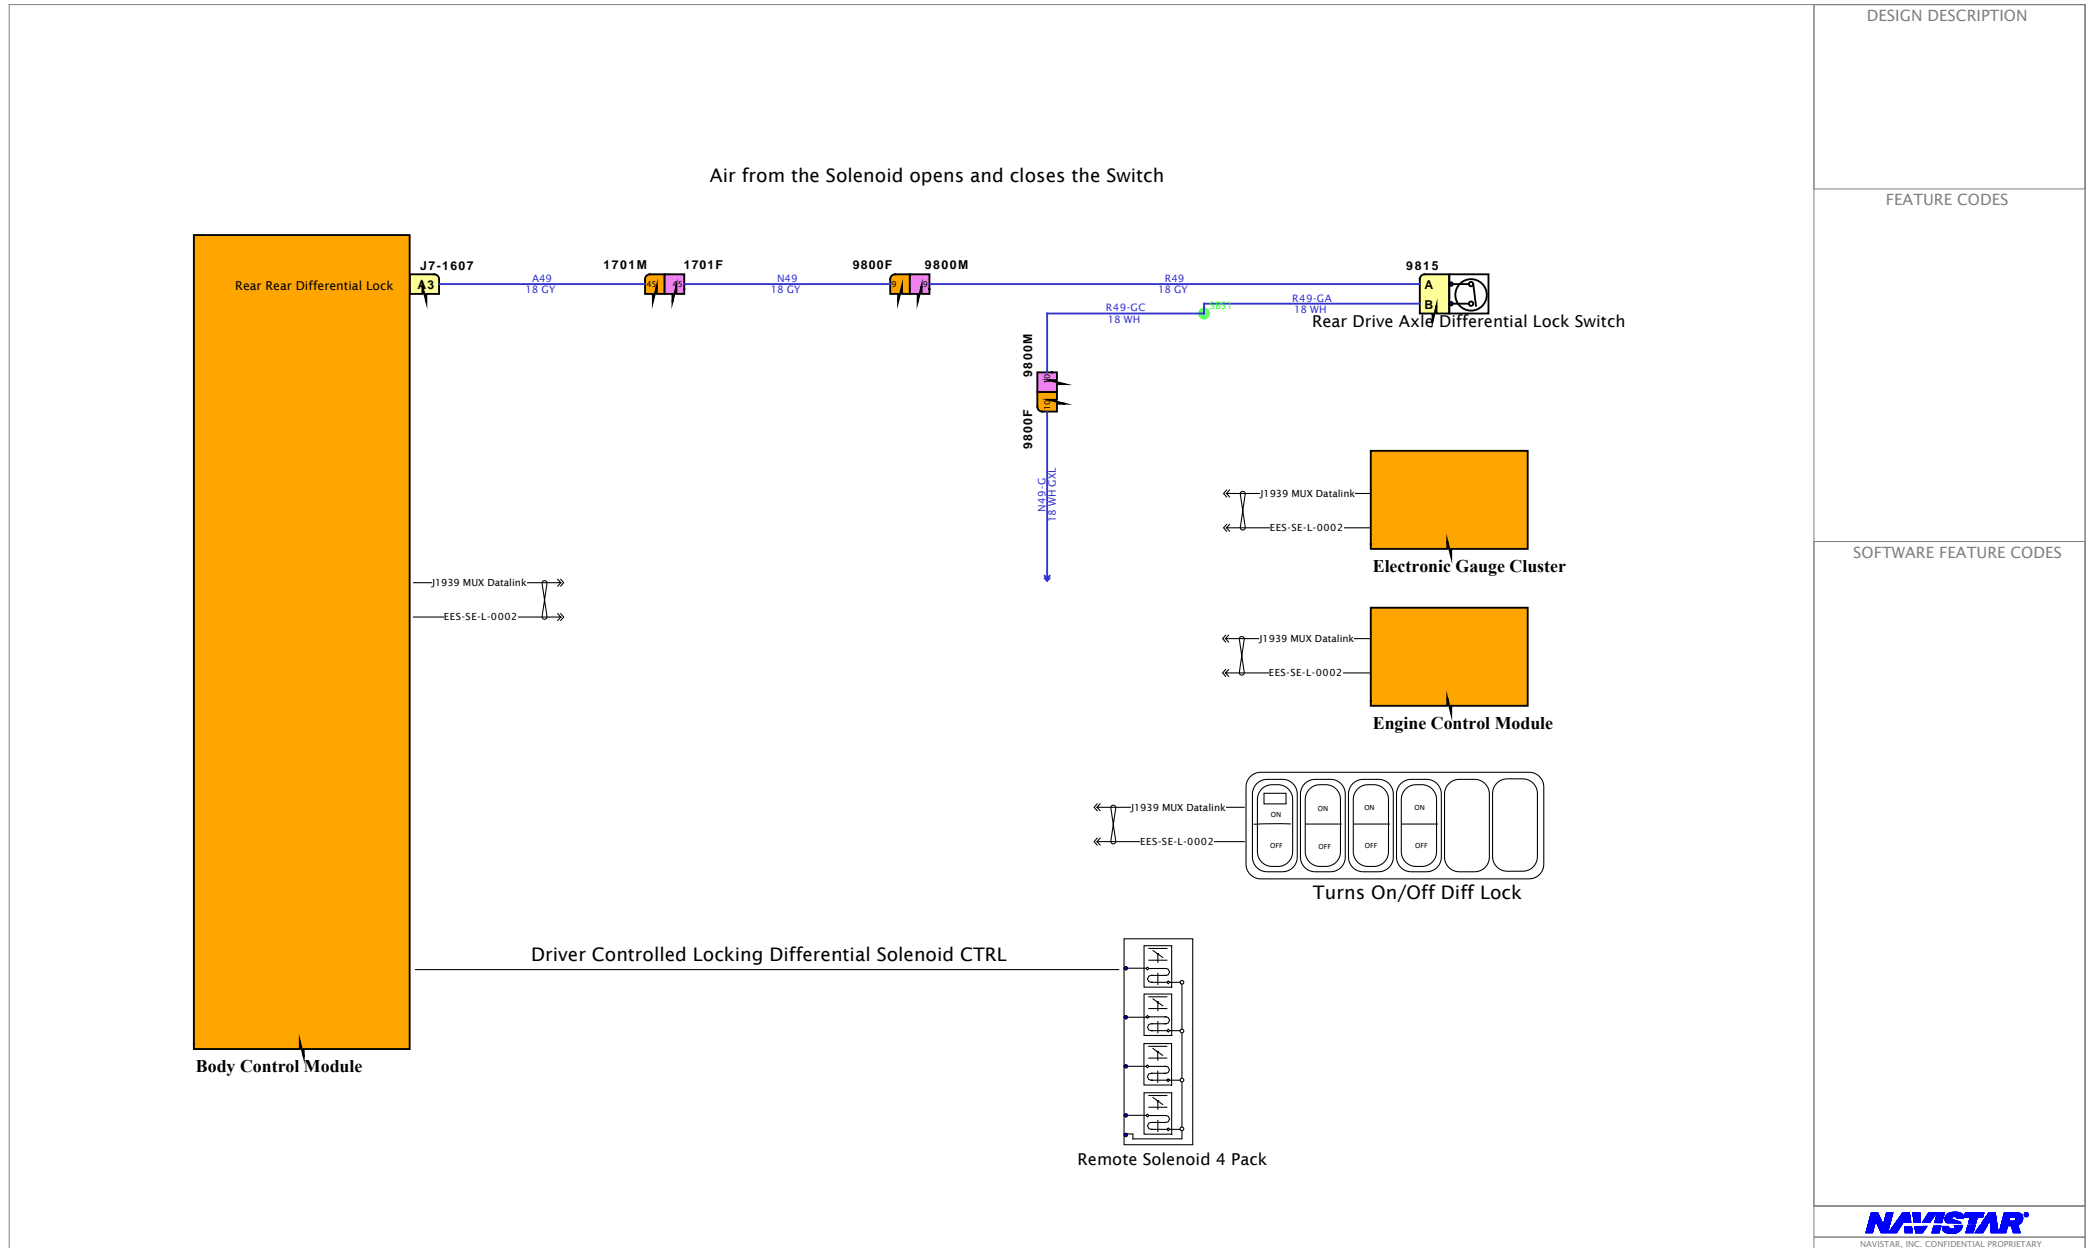 DESIGN DESCRIPTION
Air from the Solenoid opens and closes the Switch
FEATURE CODES
Rear Rear Differential Lock
J7-1607
A3
A49
18 GY
1701M
1701F
45
45
N49
18 GY
9800F
9800M
9
9
R49
18 GY
9815
A
B
R49-GC
18 WH
R49-GA
18 WH
Rear Drive Axle Differential Lock Switch
9800M
10
10
9800F
N49-G
18 WH GXL
J1939 MUX Datalink
EES-SE-L-0002
Electronic Gauge Cluster
SOFTWARE FEATURE CODES
J1939 MUX Datalink
EES-SE-L-0002
J1939 MUX Datalink
EES-SE-L-0002
Engine Control Module
J1939 MUX Datalink
EES-SE-L-0002
ON ON ON ON
OFF OFF OFF OFF
Turns On/Off Diff Lock
Driver Controlled Locking Differential Solenoid CTRL
Body Control Module
Remote Solenoid 4 Pack
NAVISTAR
NAVISTAR, INC. CONFIDENTIAL PROPRIETARY